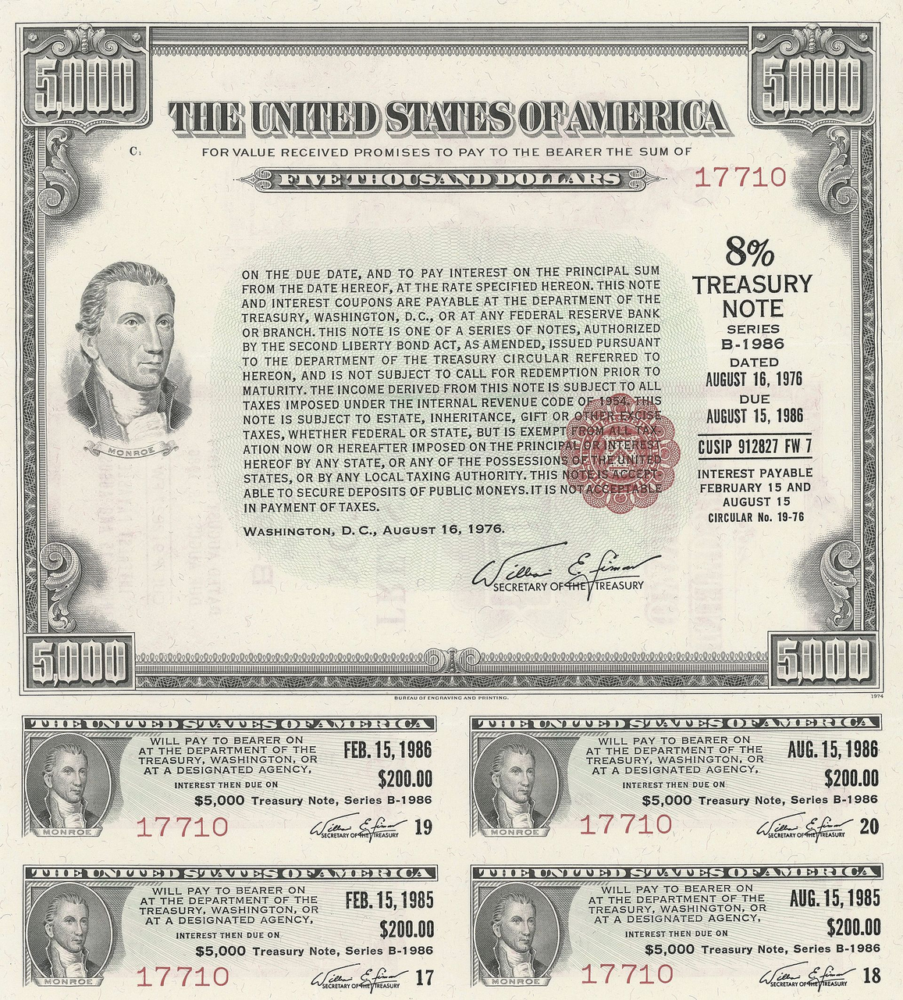 5,000
5,000
THE UNITED STATES OF AMERICA
C1
FOR VALUE RECEIVED PROMISES TO PAY TO THE BEARER THE SUM OF
FIVE THOUSAND DOLLARS
17710
ON THE DUE DATE, AND TO PAY INTEREST ON THE PRINCIPAL SUM
FROM THE DATE HEREOF, AT THE RATE SPECIFIED HEREON. THIS NOTE
AND INTEREST COUPONS ARE PAYABLE AT THE DEPARTMENT OF THE
TREASURY, WASHINGTON, D.C., OR AT ANY FEDERAL RESERVE BANK
OR BRANCH. THIS NOTE IS ONE OF A SERIES OF NOTES, AUTHORIZED
BY THE SECOND LIBERTY BOND ACT, AS AMENDED, ISSUED PURSUANT
TO THE DEPARTMENT OF THE TREASURY CIRCULAR REFERRED TO
HEREON, AND IS NOT SUBJECT TO CALL FOR REDEMPTION PRIOR TO
MATURITY. THE INCOME DERIVED FROM THIS NOTE IS SUBJECT TO ALL
TAXES IMPOSED UNDER THE INTERNAL REVENUE CODE OF 1954. THIS
NOTE IS SUBJECT TO ESTATE, INHERITANCE, GIFT OR OTHER EXCISE
TAXES, WHETHER FEDERAL OR STATE, BUT IS EXEMPT FROM ALL TAX-
ATION NOW OR HEREAFTER IMPOSED ON THE PRINCIPAL OR INTEREST
HEREOF BY ANY STATE, OR ANY OF THE POSSESSIONS OF THE UNITED
STATES, OR BY ANY LOCAL TAXING AUTHORITY. THIS NOTE IS ACCEPT-
ABLE TO SECURE DEPOSITS OF PUBLIC MONEYS. IT IS NOT ACCEPTABLE
IN PAYMENT OF TAXES.
WASHINGTON, D.C., AUGUST 16, 1976.
William E. Simon
SECRETARY OF THE TREASURY
MONROE
8%
TREASURY
NOTE
SERIES
B-1986
DATED
AUGUST 16, 1976
DUE
AUGUST 15, 1986
CUSIP 912827 FW 7
INTEREST PAYABLE
FEBRUARY 15 AND
AUGUST 15
CIRCULAR No. 19-76
5,000
5,000
BUREAU OF ENGRAVING AND PRINTING.
1974
THE UNITED STATES OF AMERICA
WILL PAY TO BEARER ON
AT THE DEPARTMENT OF THE
TREASURY, WASHINGTON, OR
AT A DESIGNATED AGENCY,
FEB. 15, 1986
$200.00
INTEREST THEN DUE ON
$5,000 Treasury Note, Series B-1986
17710
MONROE
William E. Simon
SECRETARY OF THE TREASURY
19
THE UNITED STATES OF AMERICA
WILL PAY TO BEARER ON
AT THE DEPARTMENT OF THE
TREASURY, WASHINGTON, OR
AT A DESIGNATED AGENCY,
AUG. 15, 1986
$200.00
INTEREST THEN DUE ON
$5,000 Treasury Note, Series B-1986
17710
MONROE
William E. Simon
SECRETARY OF THE TREASURY
20
THE UNITED STATES OF AMERICA
WILL PAY TO BEARER ON
AT THE DEPARTMENT OF THE
TREASURY, WASHINGTON, OR
AT A DESIGNATED AGENCY,
FEB. 15, 1985
$200.00
INTEREST THEN DUE ON
$5,000 Treasury Note, Series B-1986
17710
MONROE
William E. Simon
SECRETARY OF THE TREASURY
17
THE UNITED STATES OF AMERICA
WILL PAY TO BEARER ON
AT THE DEPARTMENT OF THE
TREASURY, WASHINGTON, OR
AT A DESIGNATED AGENCY,
AUG. 15, 1985
$200.00
INTEREST THEN DUE ON
$5,000 Treasury Note, Series B-1986
17710
MONROE
William E. Simon
SECRETARY OF THE TREASURY
18